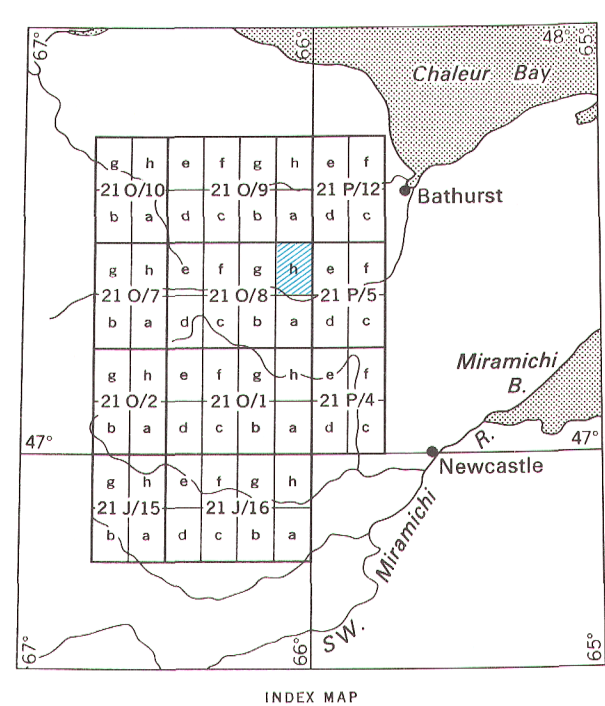 67° 66° 48° 65°
Chaleur Bay
g h e f g h e f
21 O/10 21 O/9 21 P/12
Bathurst
b a d c b a d c
g h e f g h e f
21 O/7 21 O/8 21 P/5
b a d c b a d c
Miramichi
B.
g h e f g h e f
21 O/2 21 O/1 21 P/4
b a d c b a d c
R.
47° 47°
Newcastle
g h e f g h
21 J/15 21 J/16
b a d c b a
Miramichi
SW.
67° 66° 65°
INDEX MAP